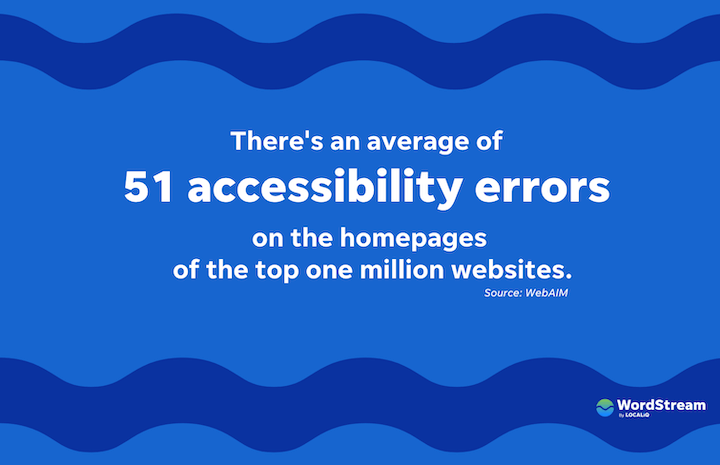 There's an average of
51 accessibility errors
on the homepages
of the top one million websites.
Source: WebAIM
WordStream
By LOCALiQ